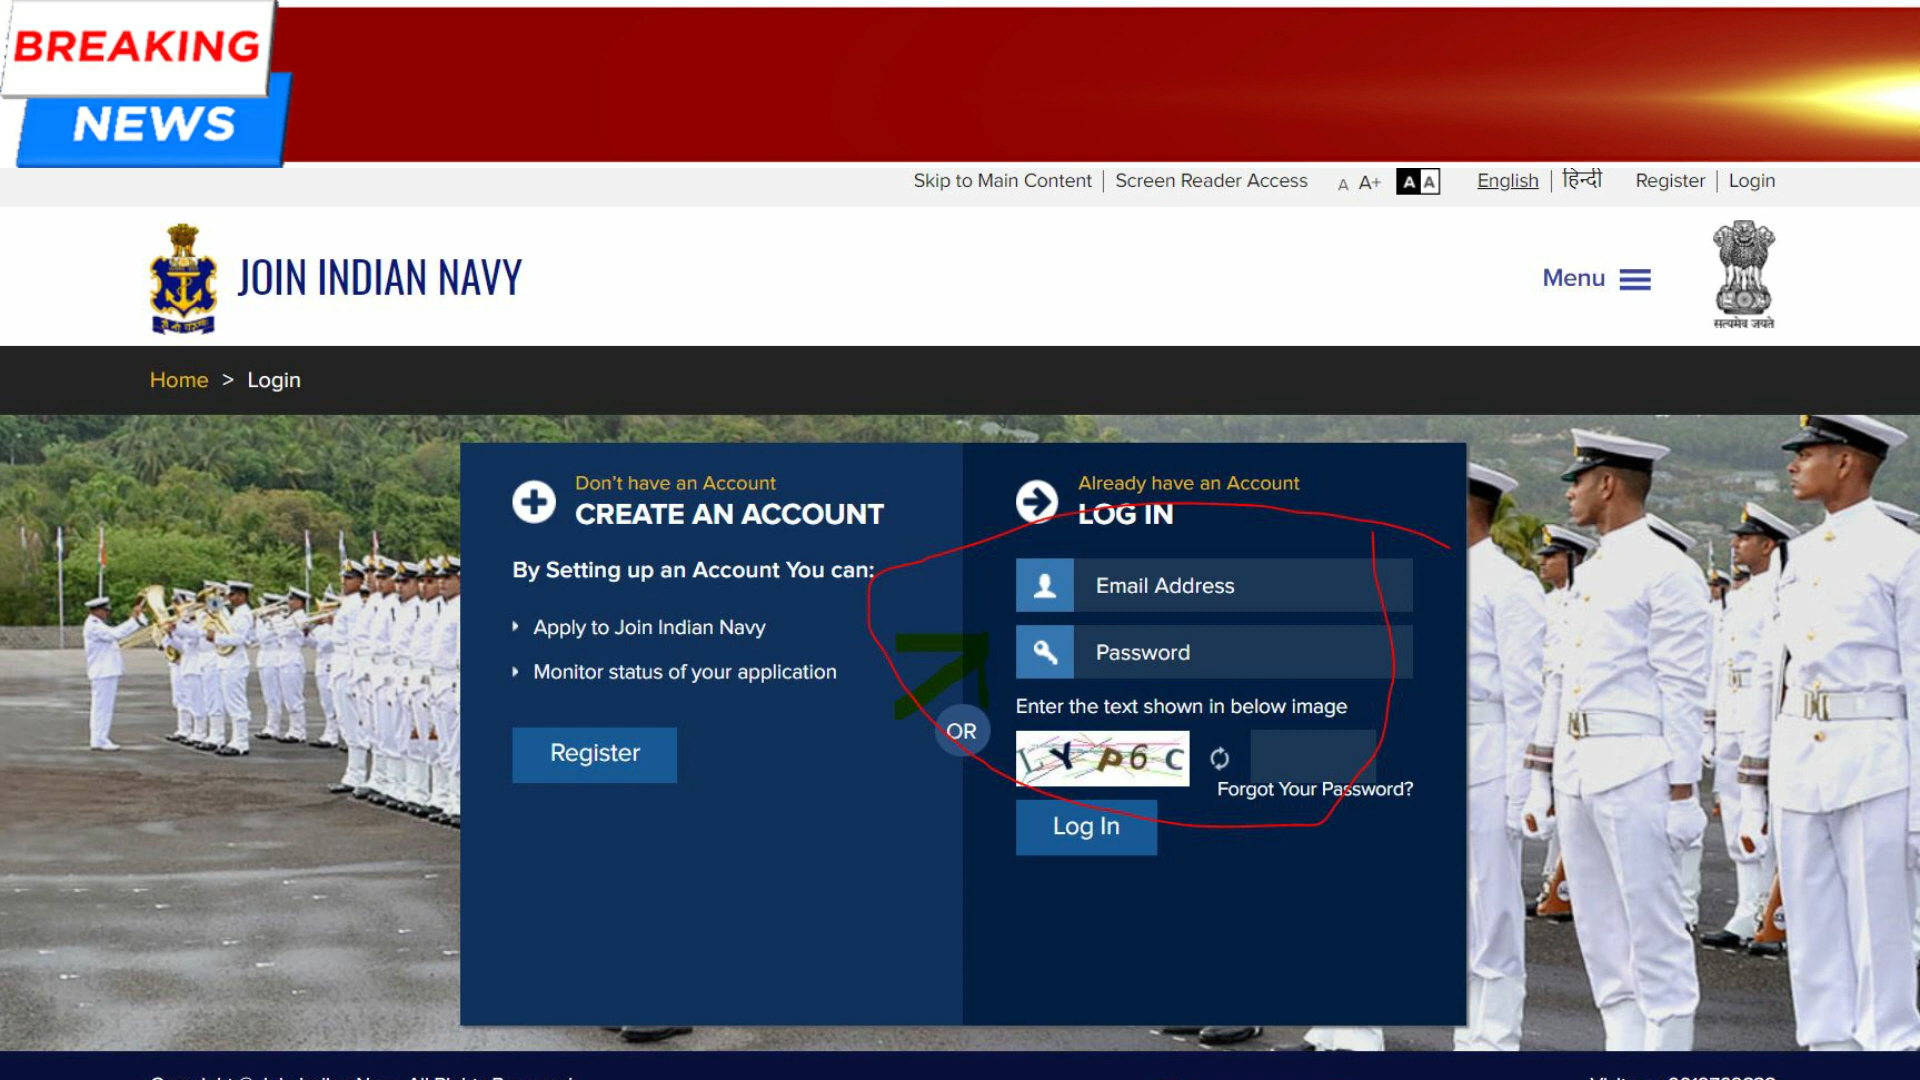 BREAKING
NEWS
Skip to Main Content | Screen Reader Access A A+ A A English | हिन्दी Register | Login
JOIN INDIAN NAVY
Menu
सत्यमेव जयते
Home > Login
Don't have an Account
CREATE AN ACCOUNT
By Setting up an Account You can:
Apply to Join Indian Navy
Monitor status of your application
Register
OR
Already have an Account
LOG IN
Email Address
Password
Enter the text shown in below image
L Y P 6 C
Forgot Your Password?
Log In